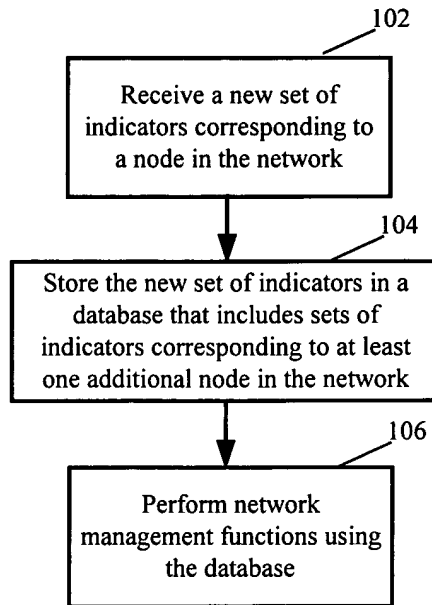 102
Receive a new set of
indicators corresponding to
a node in the network
104
Store the new set of indicators in a
database that includes sets of
indicators corresponding to at least
one additional node in the network
106
Perform network
management functions using
the database